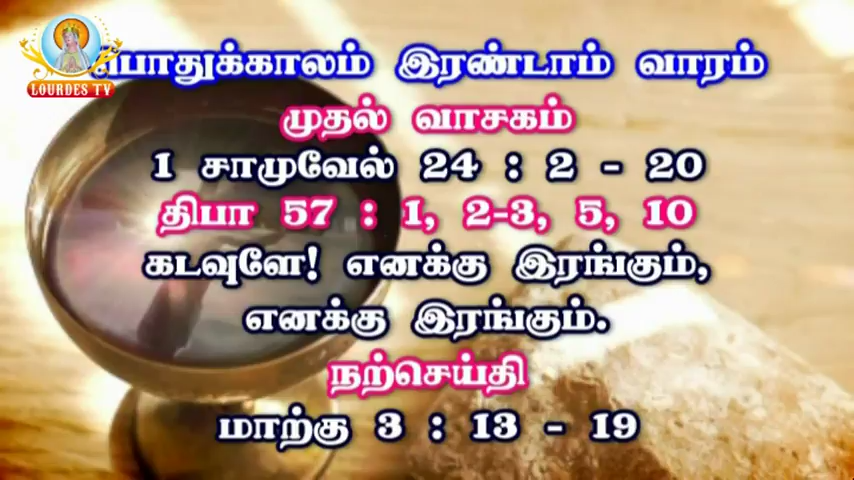 LOURDES TV
பொதுக்காலம் இரண்டாம் வாரம்
முதல் வாசகம்
1 சாமுவேல் 24 : 2 - 20
திபா 57 : 1, 2-3, 5, 10
கடவுளே! எனக்கு இரங்கும்,
எனக்கு இரங்கும்.
நற்செய்தி
மாற்கு 3 : 13 - 19